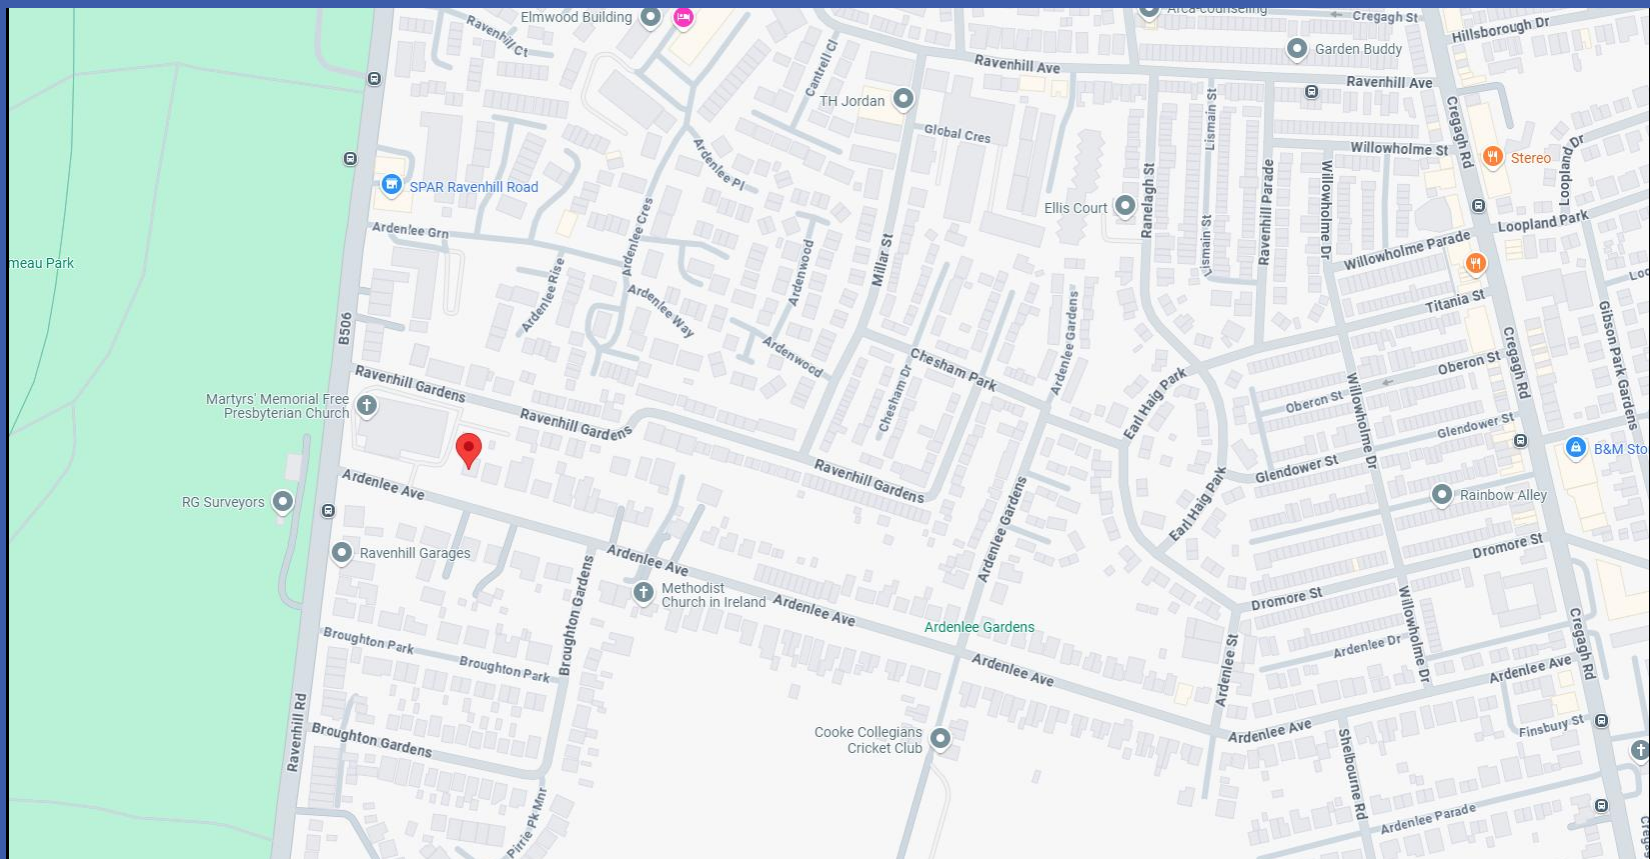 Elmwood Building
Ravenhill Ct
Cantrell Cl
Area-counseling
Cregagh St
Hillsborough Dr
Garden Buddy
Ravenhill Ave
Ravenhill Ave
TH Jordan
Global Cres
Lismain St
Cregagh Rd
Willowholme St
Stereo
Loopland Dr
Ardenlee Pl
SPAR Ravenhill Road
Ardenlee Grn
Ardenlee Cres
Ellis Court
Ranelagh St
Lismain St
Ravenhill Parade
Willowholme Dr
Willowholme Parade
Loopland Park
Millar St
Ardenwood
meau Park
Ardenlee Rise
Ardenlee Way
Ardenwood
B506
Titania St
Gibson Park Gardens
Chesham Park
Chesham Dr
Ardenlee Gardens
Earl Haig Park
Oberon St
Oberon St
Cregagh Rd
Willowholme Dr
Ravenhill Gardens
Martyrs' Memorial Free
Presbyterian Church
Ravenhill Gardens
Ravenhill Gardens
Glendower St
Glendower St
B&M Sto
Ardenlee Ave
RG Surveyors
Ardenlee Gardens
Earl Haig Park
Rainbow Alley
Ravenhill Garages
Ardenlee Ave
Dromore St
Dromore St
Methodist
Church in Ireland
Ardenlee Ave
Broughton Gardens
Ardenlee Gardens
Broughton Park
Broughton Park
Ardenlee Ave
Ardenlee St
Ardenlee Dr
Willowholme Dr
Cregagh Rd
Ardenlee Ave
Ravenhill Rd
Broughton Gardens
Cooke Collegians
Cricket Club
Ardenlee Ave
Finsbury St
Shelbourne Rd
Ardenlee Parade
Pirrie Pk Mnr